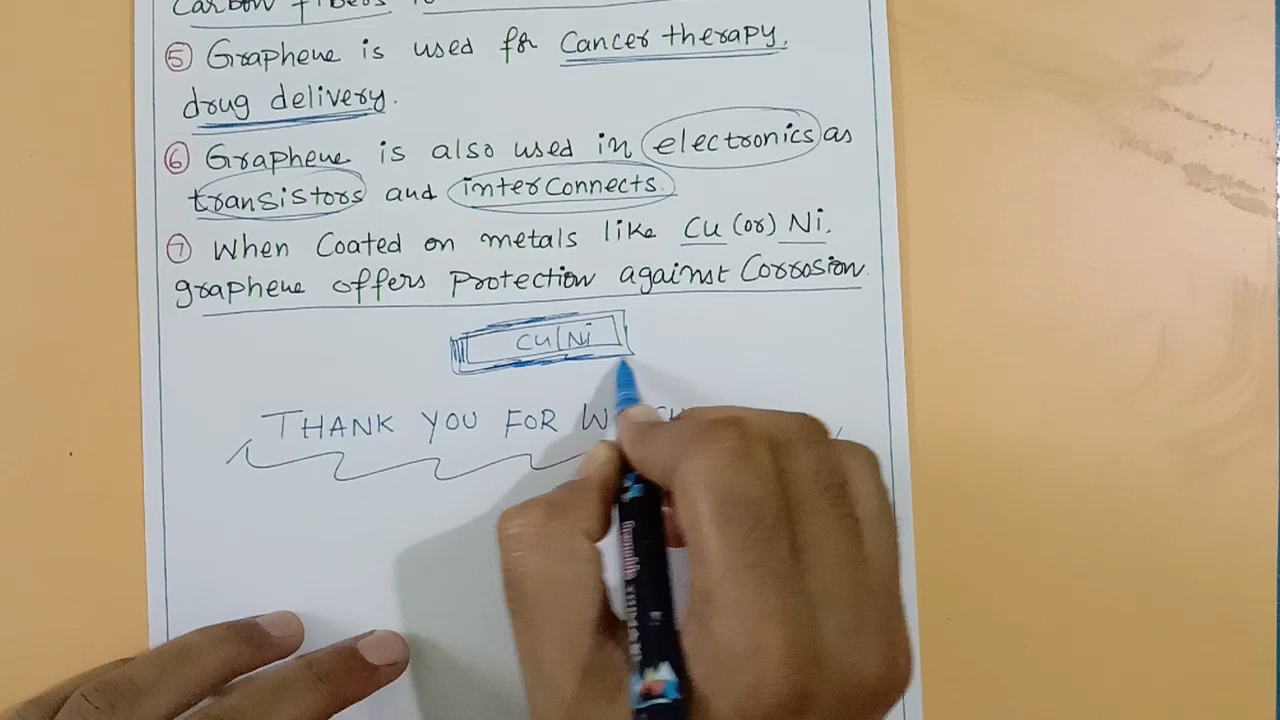 Carbon fibers
⑤ Graphene is used for Cancer therapy.
drug delivery.
⑥ Graphene is also used in electronics as
transistors and interconnects.
⑦ When Coated on metals like Cu (or) Ni.
graphene offers Protection against Corrosion.
Cu/Ni
THANK YOU FOR